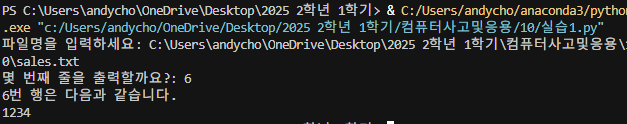 PS C:\Users\andycho\OneDrive\Desktop\2025 2학년 1학기> & C:/Users/andycho/anaconda3/python
.exe "c:/Users/andycho/OneDrive/Desktop/2025 2학년 1학기/컴퓨터사고및응용/10/실습1.py"
파일명을 입력하세요: C:\Users\andycho\OneDrive\Desktop\2025 2학년 1학기\컴퓨터사고및응용\
0\sales.txt
몇 번째 줄을 출력할까요?: 6
6번 행은 다음과 같습니다.
1234